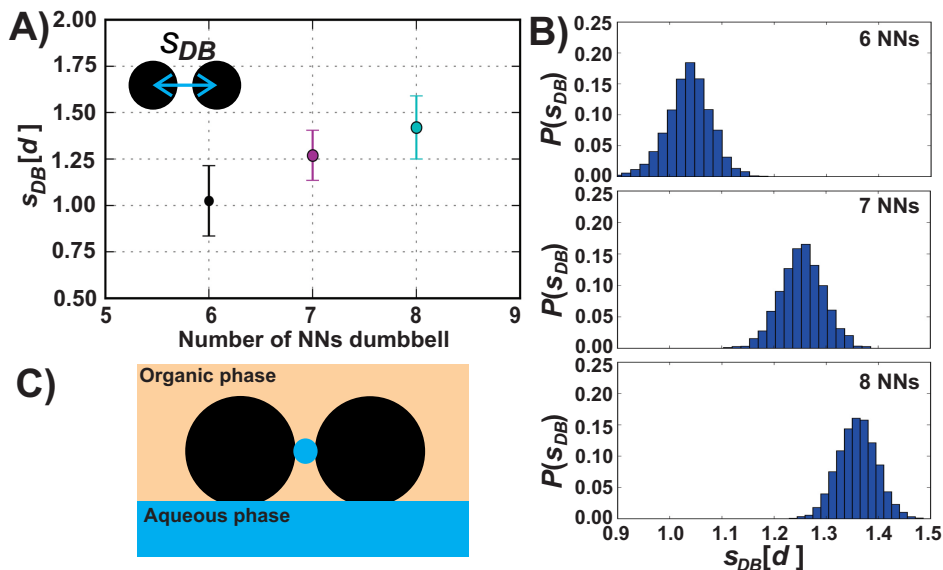 A)
S_DB
s_DB[d]
2.00
1.75
1.50
1.25
1.00
0.75
0.50
5 6 7 8 9
Number of NNs dumbbell
B)
6 NNs
P(s_DB)
0.25
0.20
0.15
0.10
0.05
0.00
7 NNs
P(s_DB)
0.25
0.20
0.15
0.10
0.05
0.00
8 NNs
P(s_DB)
0.25
0.20
0.15
0.10
0.05
0.00
0.9 1.0 1.1 1.2 1.3 1.4 1.5
s_DB[d]
C)
Organic phase
Aqueous phase